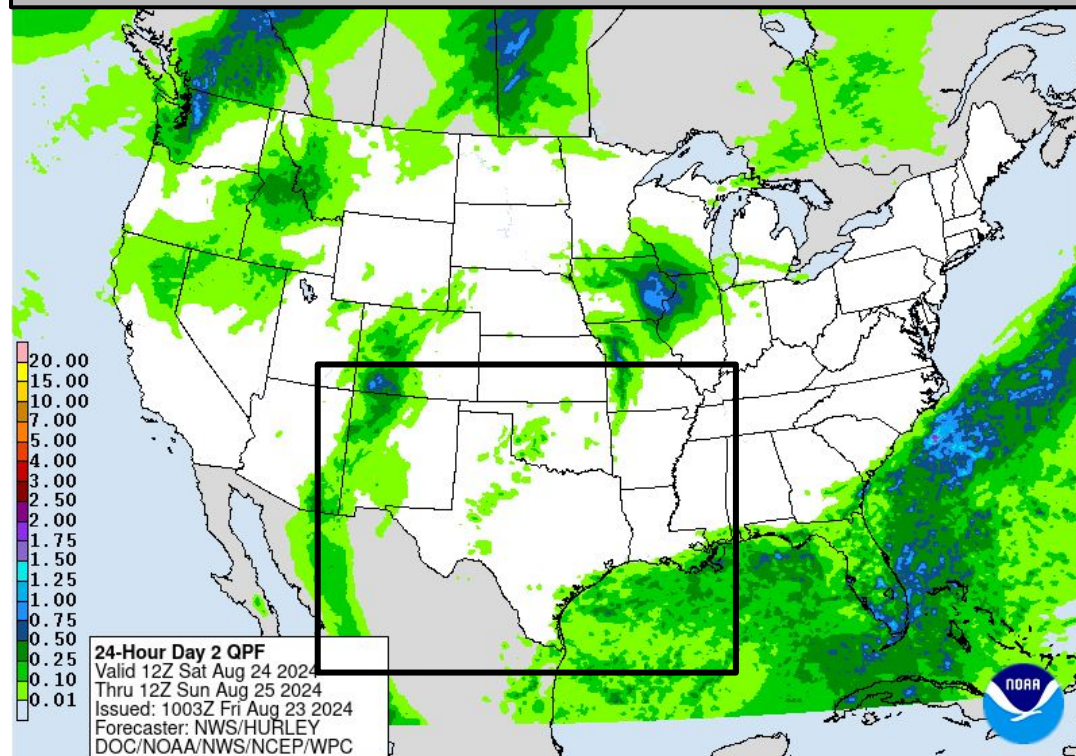 20.00
15.00
10.00
7.00
5.00
4.00
3.00
2.50
2.00
1.75
1.50
1.25
1.00
0.75
0.50
0.25
0.10
0.01
24-Hour Day 2 QPF
Valid 12Z Sat Aug 24 2024
Thru 12Z Sun Aug 25 2024
Issued: 1003Z Fri Aug 23 2024
Forecaster: NWS/HURLEY
DOC/NOAA/NWS/NCEP/WPC
NOAA